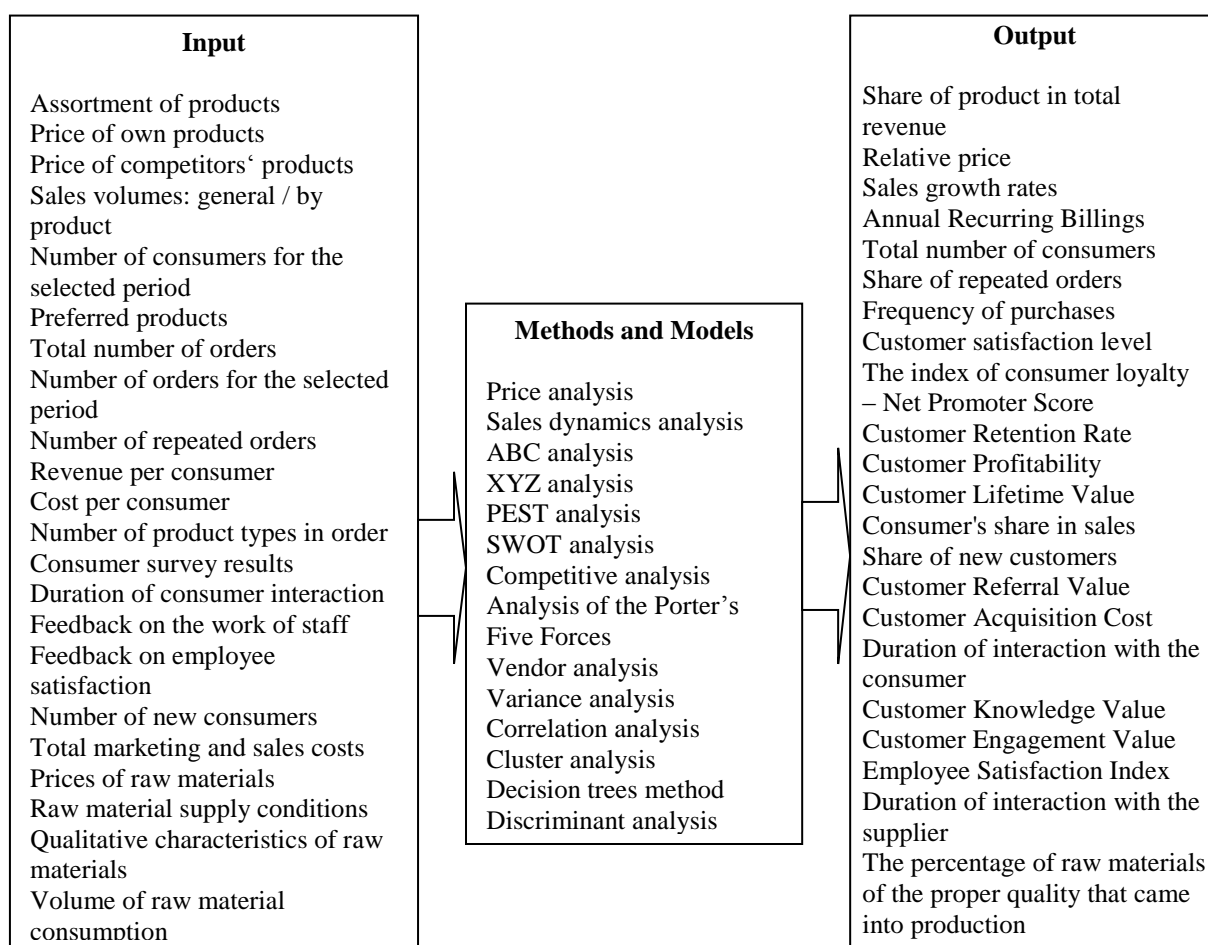 Input
Assortment of products
Price of own products
Price of competitors‘ products
Sales volumes: general / by
product
Number of consumers for the
selected period
Preferred products
Total number of orders
Number of orders for the selected
period
Number of repeated orders
Revenue per consumer
Cost per consumer
Number of product types in order
Consumer survey results
Duration of consumer interaction
Feedback on the work of staff
Feedback on employee
satisfaction
Number of new consumers
Total marketing and sales costs
Prices of raw materials
Raw material supply conditions
Qualitative characteristics of raw
materials
Volume of raw material
consumption
Methods and Models
Price analysis
Sales dynamics analysis
ABC analysis
XYZ analysis
PEST analysis
SWOT analysis
Competitive analysis
Analysis of the Porter’s
Five Forces
Vendor analysis
Variance analysis
Correlation analysis
Cluster analysis
Decision trees method
Discriminant analysis
Output
Share of product in total
revenue
Relative price
Sales growth rates
Annual Recurring Billings
Total number of consumers
Share of repeated orders
Frequency of purchases
Customer satisfaction level
The index of consumer loyalty
– Net Promoter Score
Customer Retention Rate
Customer Profitability
Customer Lifetime Value
Consumer's share in sales
Share of new customers
Customer Referral Value
Customer Acquisition Cost
Duration of interaction with the
consumer
Customer Knowledge Value
Customer Engagement Value
Employee Satisfaction Index
Duration of interaction with the
supplier
The percentage of raw materials
of the proper quality that came
into production